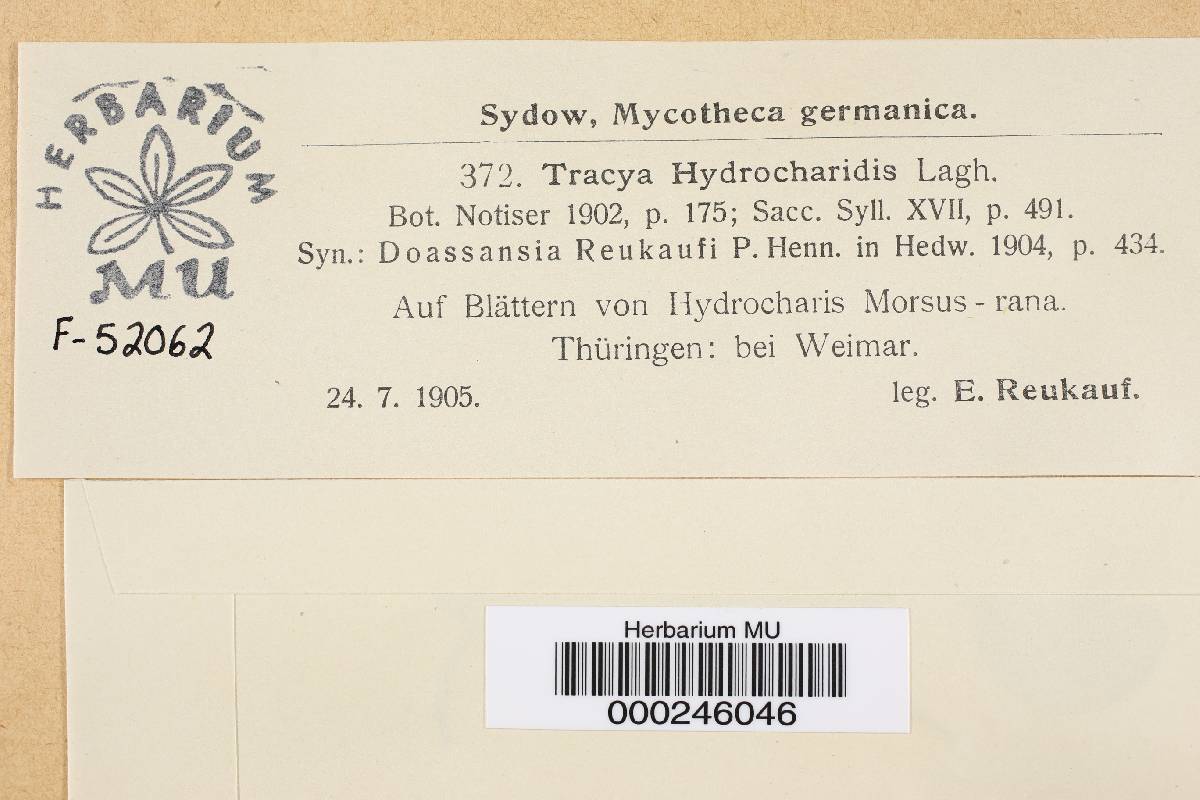 HERBARIUM
MU
F-52062
Sydow, Mycotheca germanica.
372. Tracya Hydrocharidis Lagh.
Bot. Notiser 1902, p. 175; Sacc. Syll. XVII, p. 491.
Syn.: Doassansia Reukaufi P. Henn. in Hedw. 1904, p. 434.
Auf Blättern von Hydrocharis Morsus - rana.
Thüringen: bei Weimar.
24. 7. 1905. leg. E. Reukauf.
Herbarium MU
000246046